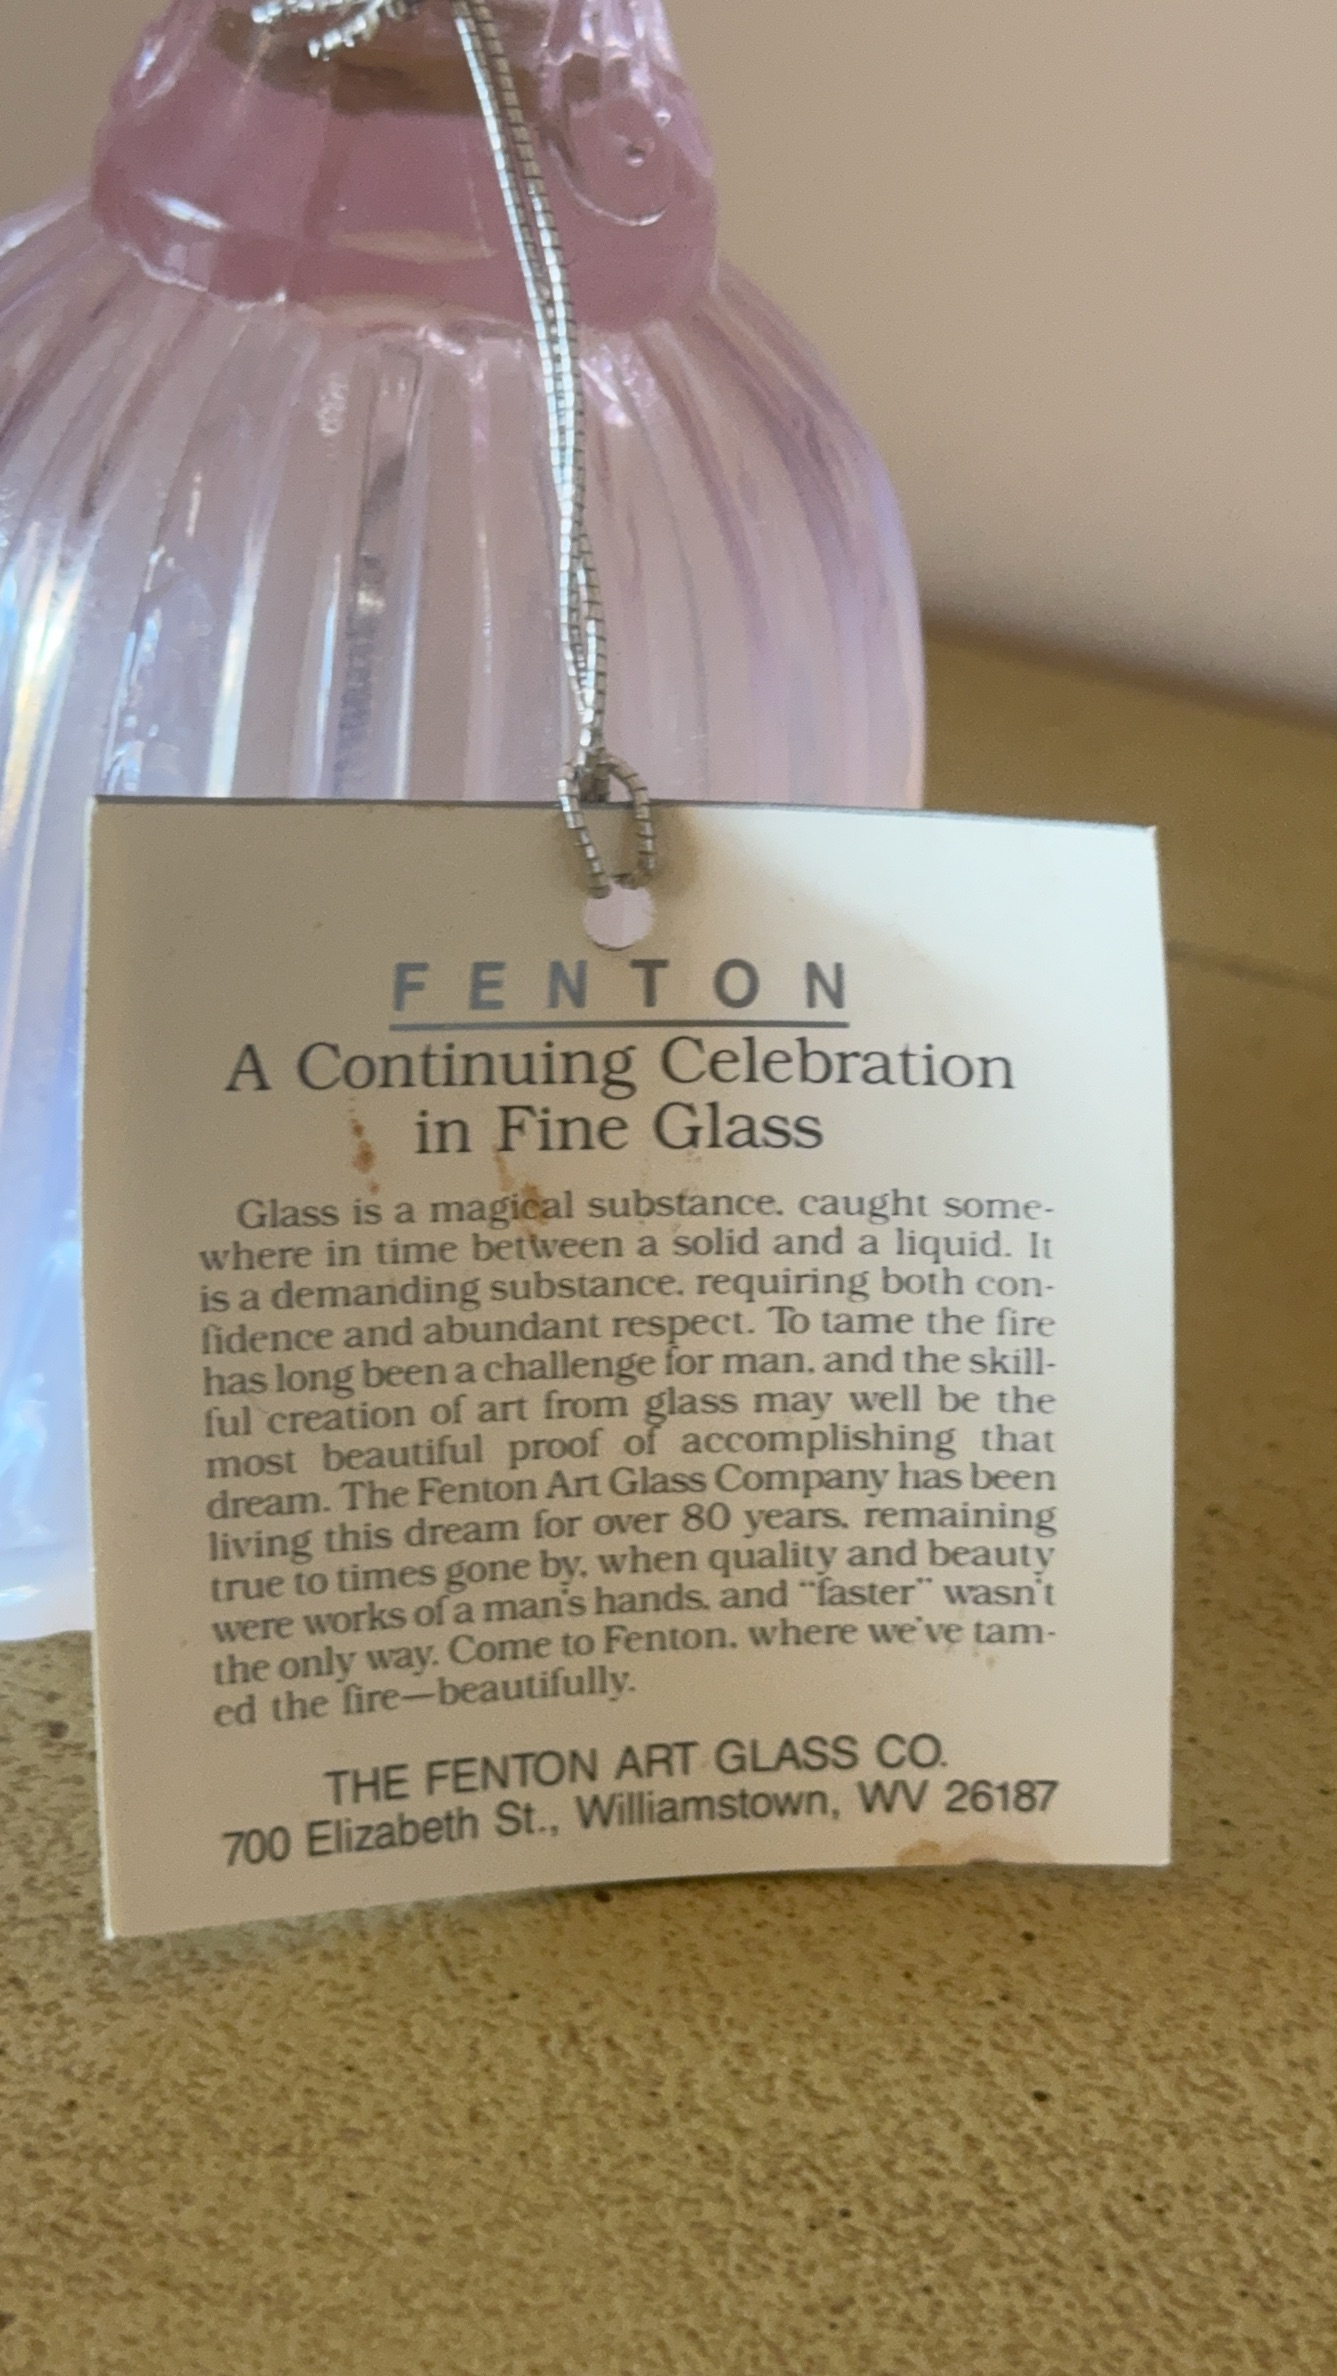 FENTON
A Continuing Celebration
in Fine Glass
Glass is a magical substance, caught some-
where in time between a solid and a liquid. It
is a demanding substance, requiring both con-
fidence and abundant respect. To tame the fire
has long been a challenge for man, and the skill-
ful creation of art from glass may well be the
most beautiful proof of accomplishing that
dream. The Fenton Art Glass Company has been
living this dream for over 80 years, remaining
true to times gone by, when quality and beauty
were works of a man's hands, and "faster" wasn't
the only way. Come to Fenton, where we've tam-
ed the fire—beautifully.
THE FENTON ART GLASS CO.
700 Elizabeth St., Williamstown, WV 26187